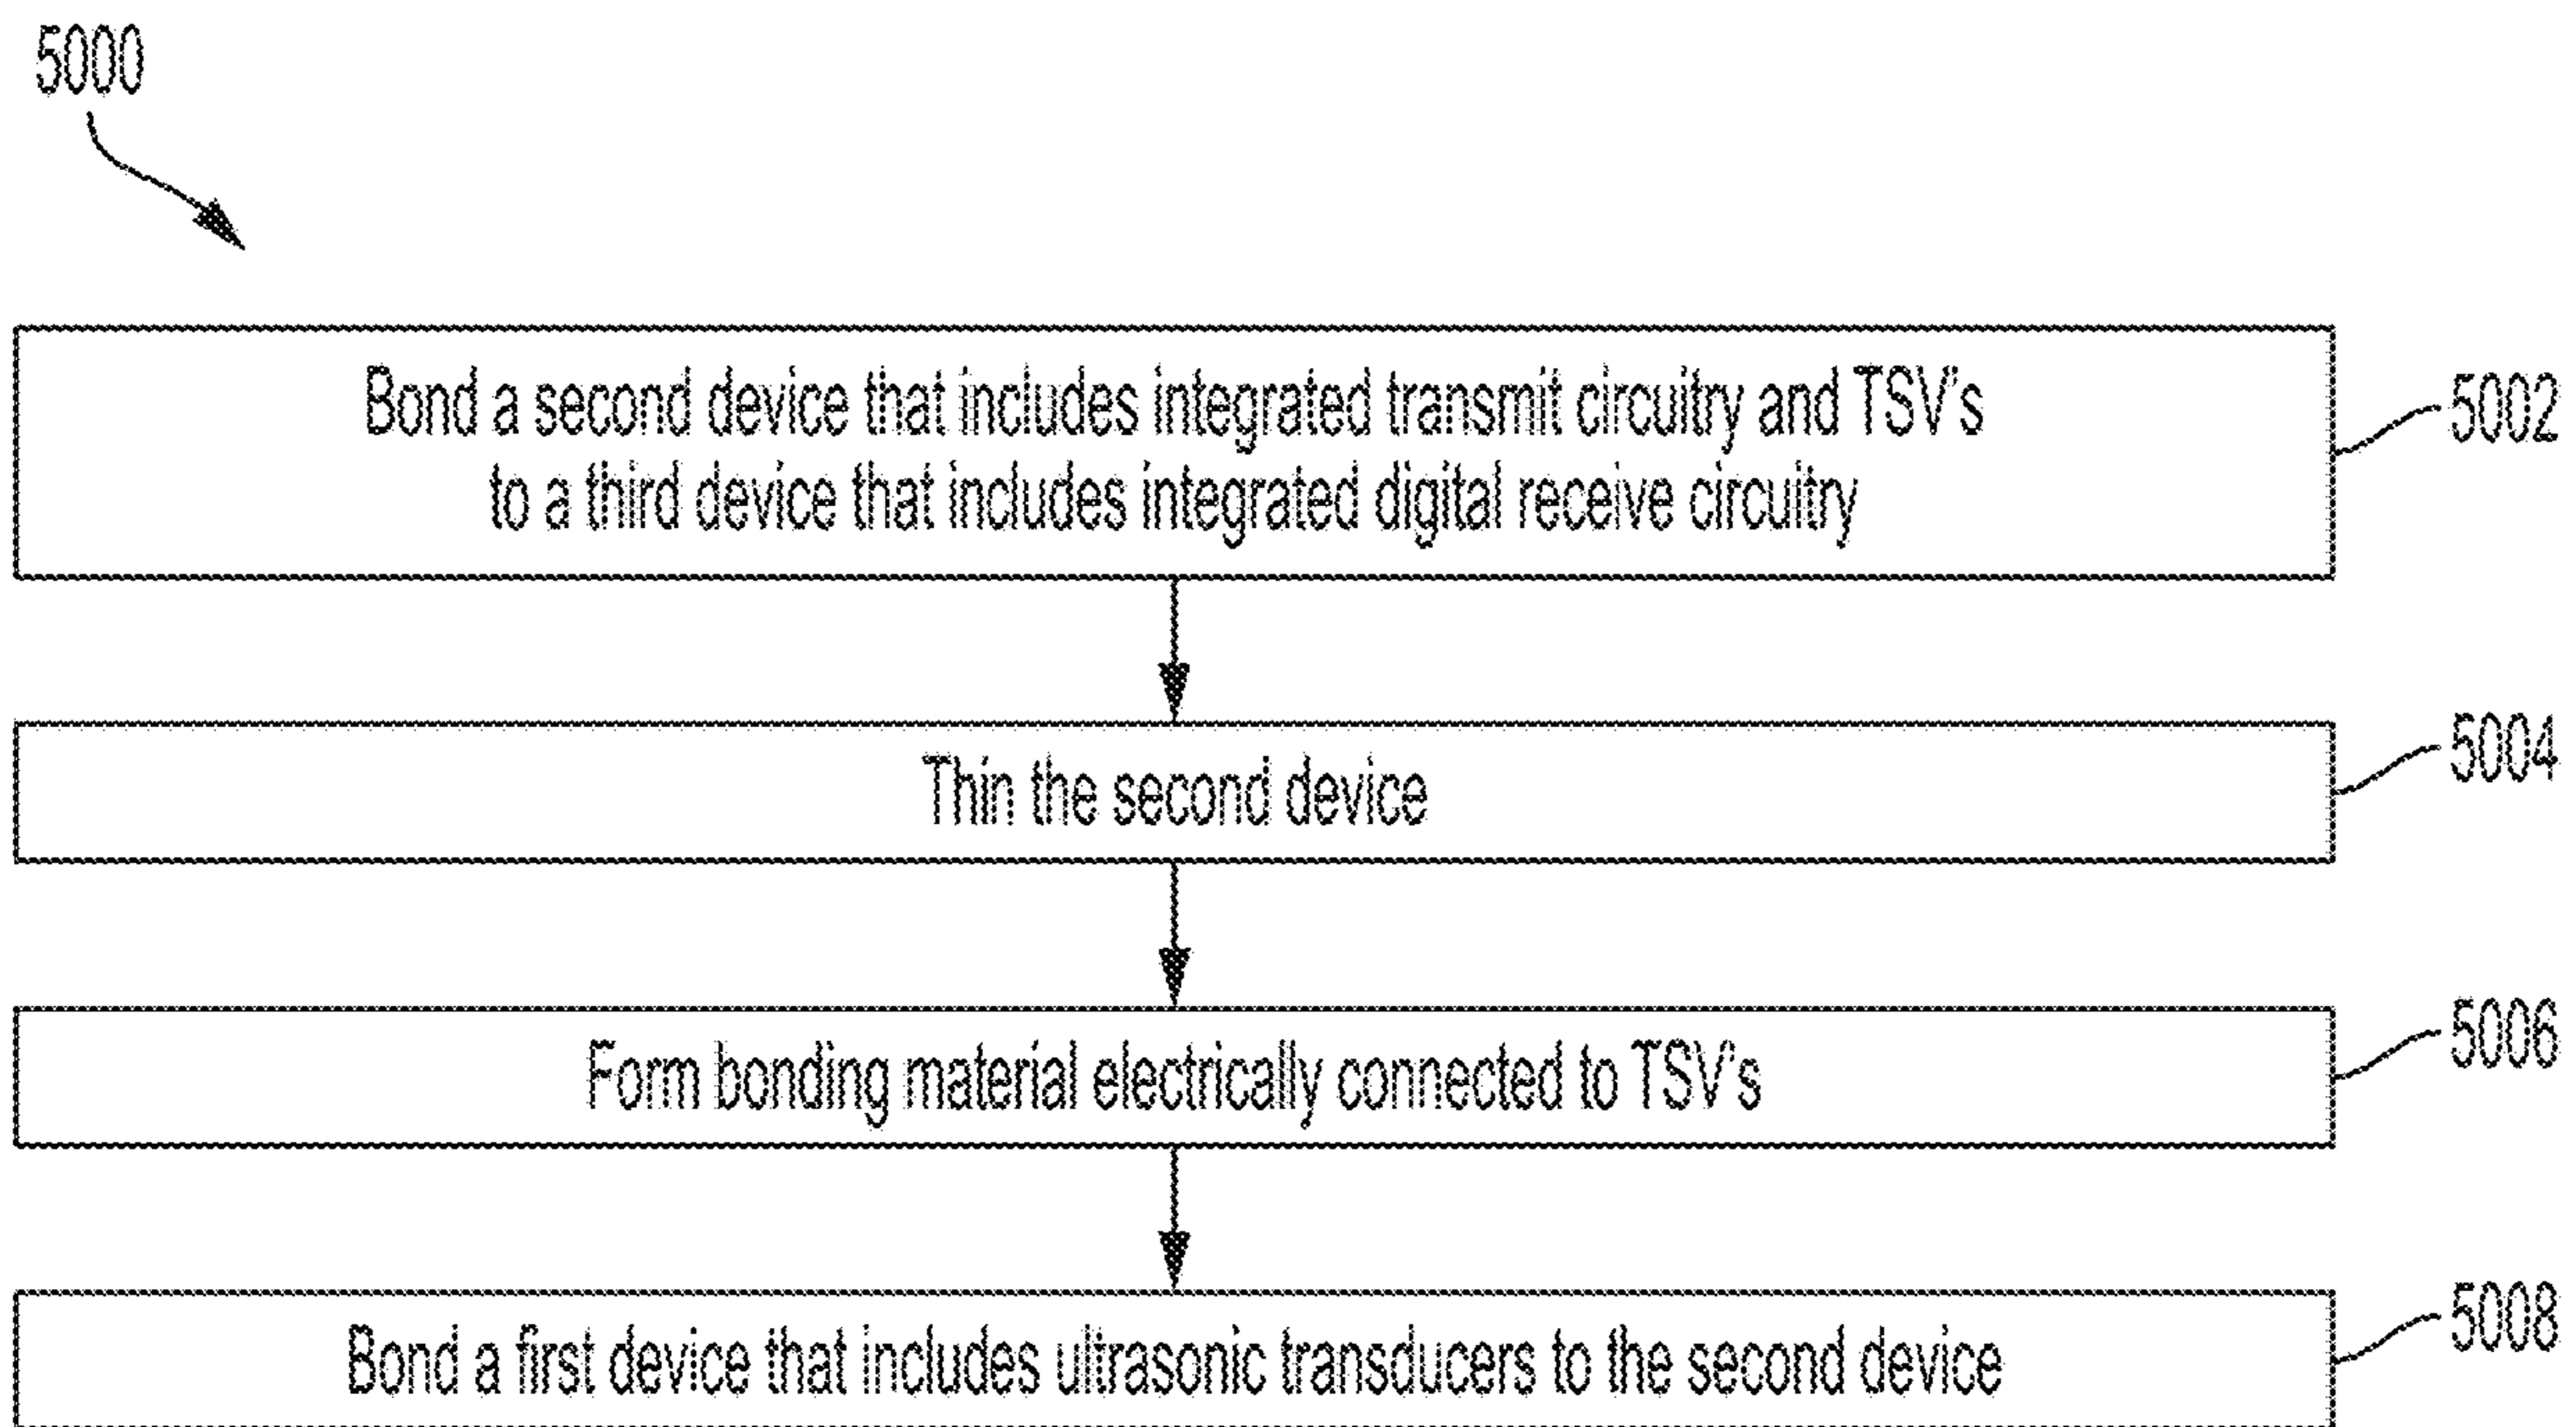 5000
Bond a second device that includes integrated transmit circuitry and TSV's
to a third device that includes integrated digital receive circuitry
5002
Thin the second device
5004
Form bonding material electrically connected to TSV's
5006
Bond a first device that includes ultrasonic transducers to the second device
5008